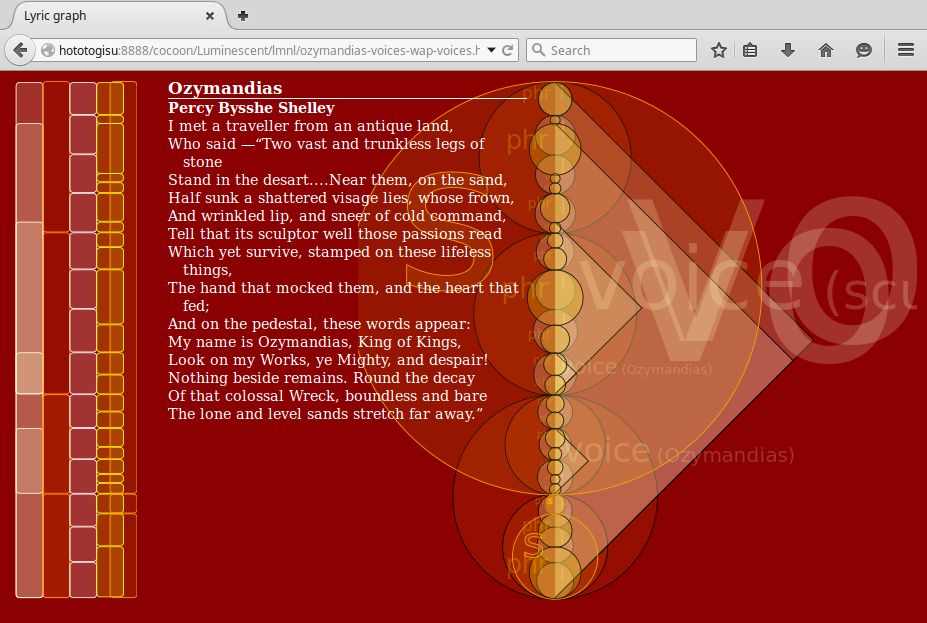 Lyric graph
hototogisu:8888/cocoon/Luminescent/lmnl/ozymandias-voices-wap-voices.h
Search
Ozymandias
Percy Bysshe Shelley
I met a traveller from an antique land,
Who said —“Two vast and trunkless legs of
stone
Stand in the desart....Near them, on the sand,
Half sunk a shattered visage lies, whose frown,
And wrinkled lip, and sneer of cold command,
Tell that its sculptor well those passions read
Which yet survive, stamped on these lifeless
things,
The hand that mocked them, and the heart that
fed;
And on the pedestal, these words appear:
My name is Ozymandias, King of Kings,
Look on my Works, ye Mighty, and despair!
Nothing beside remains. Round the decay
Of that colossal Wreck, boundless and bare
The lone and level sands stretch far away.”
phr
phr
s
phr
vo
voice (scu
phr
phr
voice (Ozymandias)
voice (Ozymandias)
s
phr
s
phr